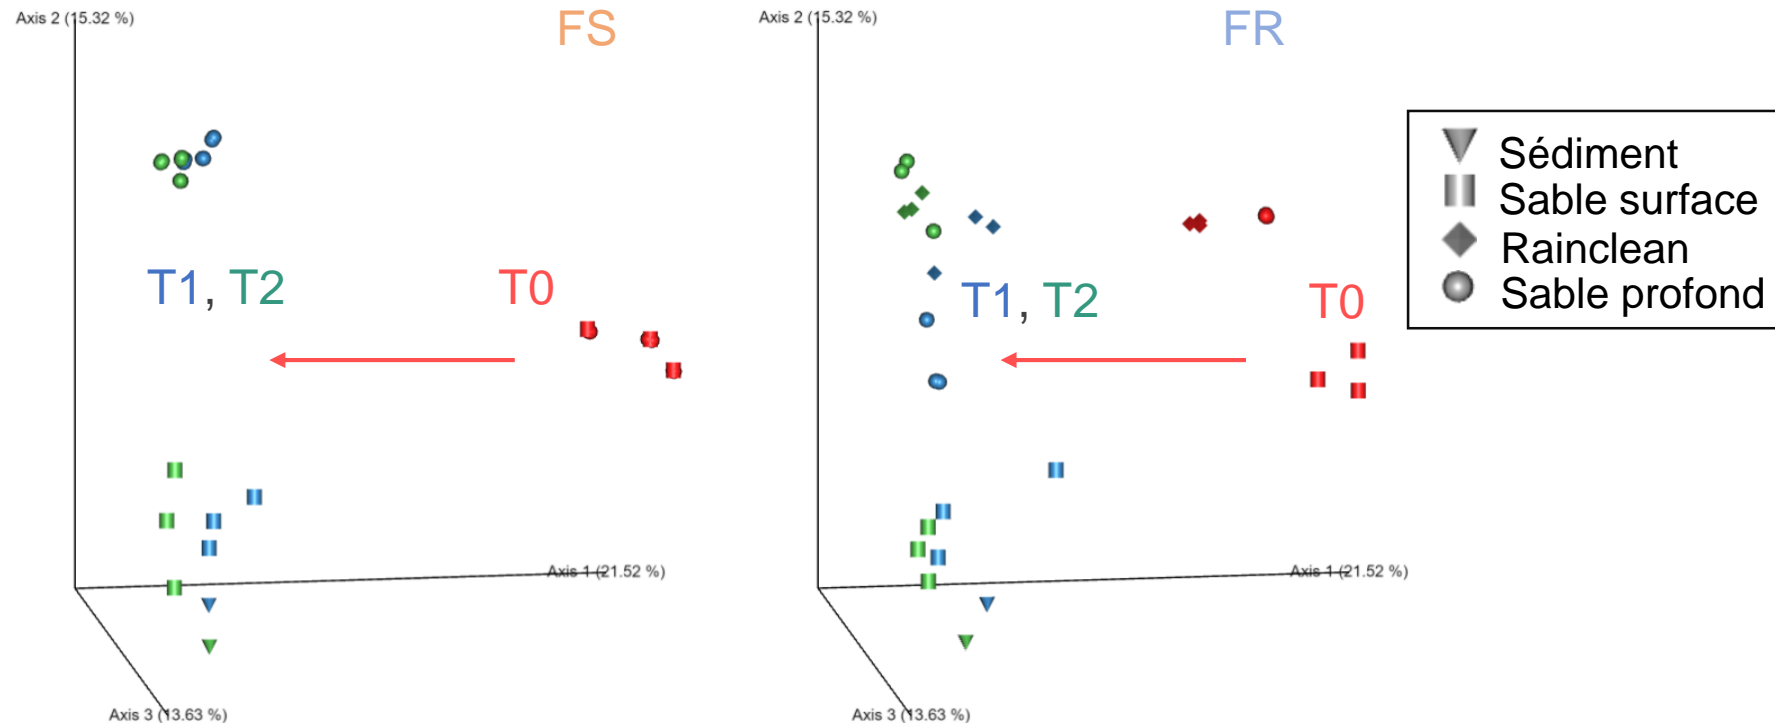 Axis 2 (15.32 %)
FS
T1, T2
T0
Axis 1 (21.52 %)
Axis 3 (13.63 %)
Axis 2 (15.32 %)
FR
T1, T2
T0
Axis 1 (21.52 %)
Axis 3 (13.63 %)
Sédiment
Sable surface
Rainclean
Sable profond